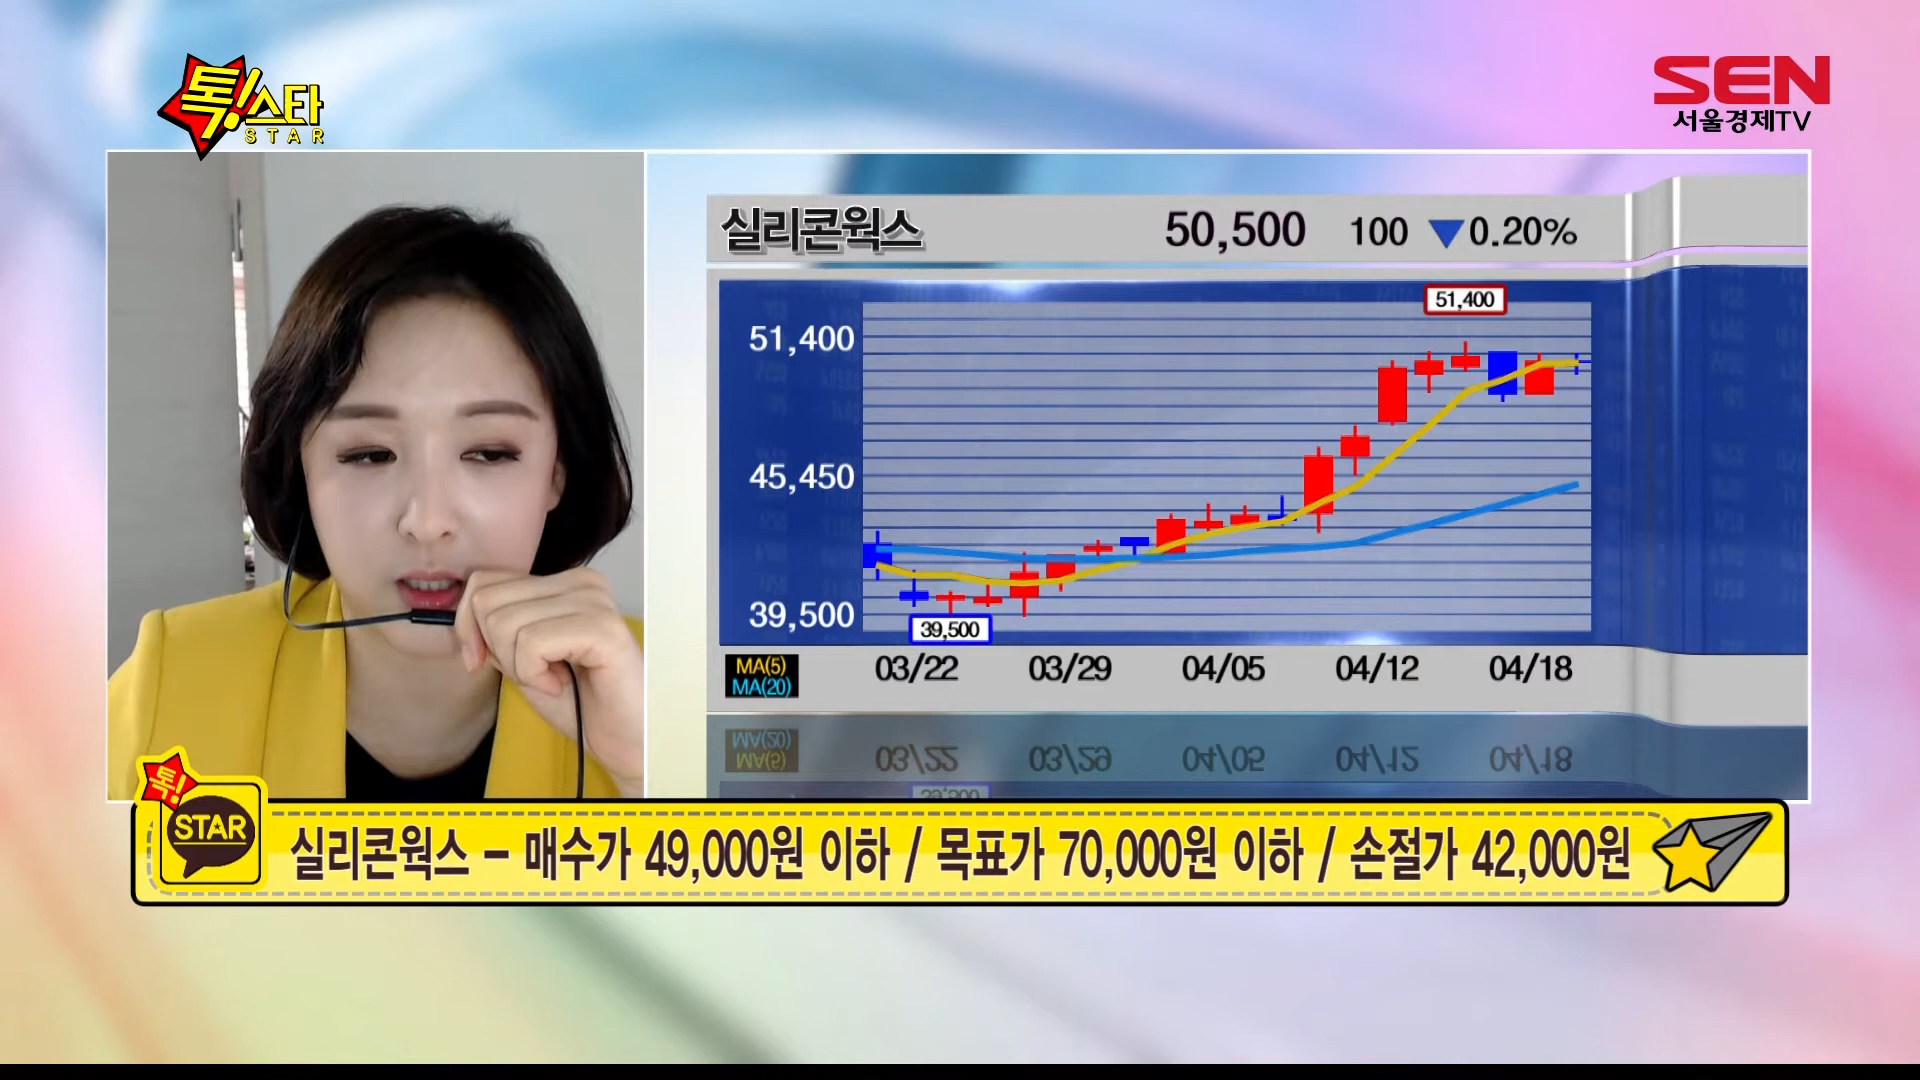 톡!스타
STAR
SEN
서울경제TV
실리콘웍스 50,500 100 ▼0.20%
51,400
51,400
45,450
39,500
39,500
MA(5)
MA(20)
03/22 03/29 04/05 04/12 04/18
톡!
STAR
실리콘웍스 - 매수가 49,000원 이하 / 목표가 70,000원 이하 / 손절가 42,000원